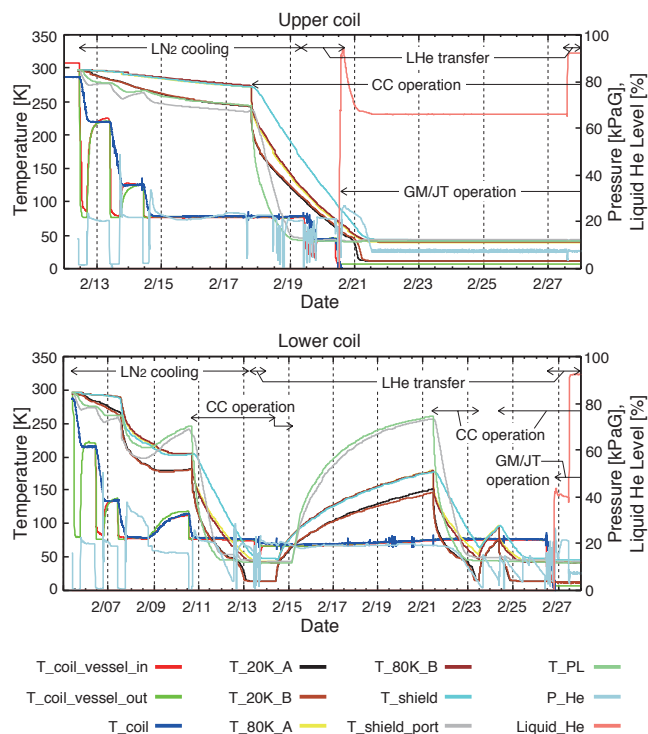 Upper coil
Temperature [K]
350
300
250
200
150
100
50
0
LN2 cooling
LHe transfer
CC operation
GM/JT operation
100
80
60
40
20
0
Pressure [kPaG],
Liquid He Level [%]
2/13 2/15 2/17 2/19 2/21 2/23 2/25 2/27
Date
Lower coil
Temperature [K]
350
300
250
200
150
100
50
0
LN2 cooling
LHe transfer
CC operation
CC operation
GM/JT
operation
100
80
60
40
20
0
Pressure [kPaG],
Liquid He Level [%]
2/07 2/09 2/11 2/13 2/15 2/17 2/19 2/21 2/23 2/25 2/27
Date
T_coil_vessel_in T_20K_A T_80K_B T_PL
T_coil_vessel_out T_20K_B T_shield P_He
T_coil T_80K_A T_shield_port Liquid_He